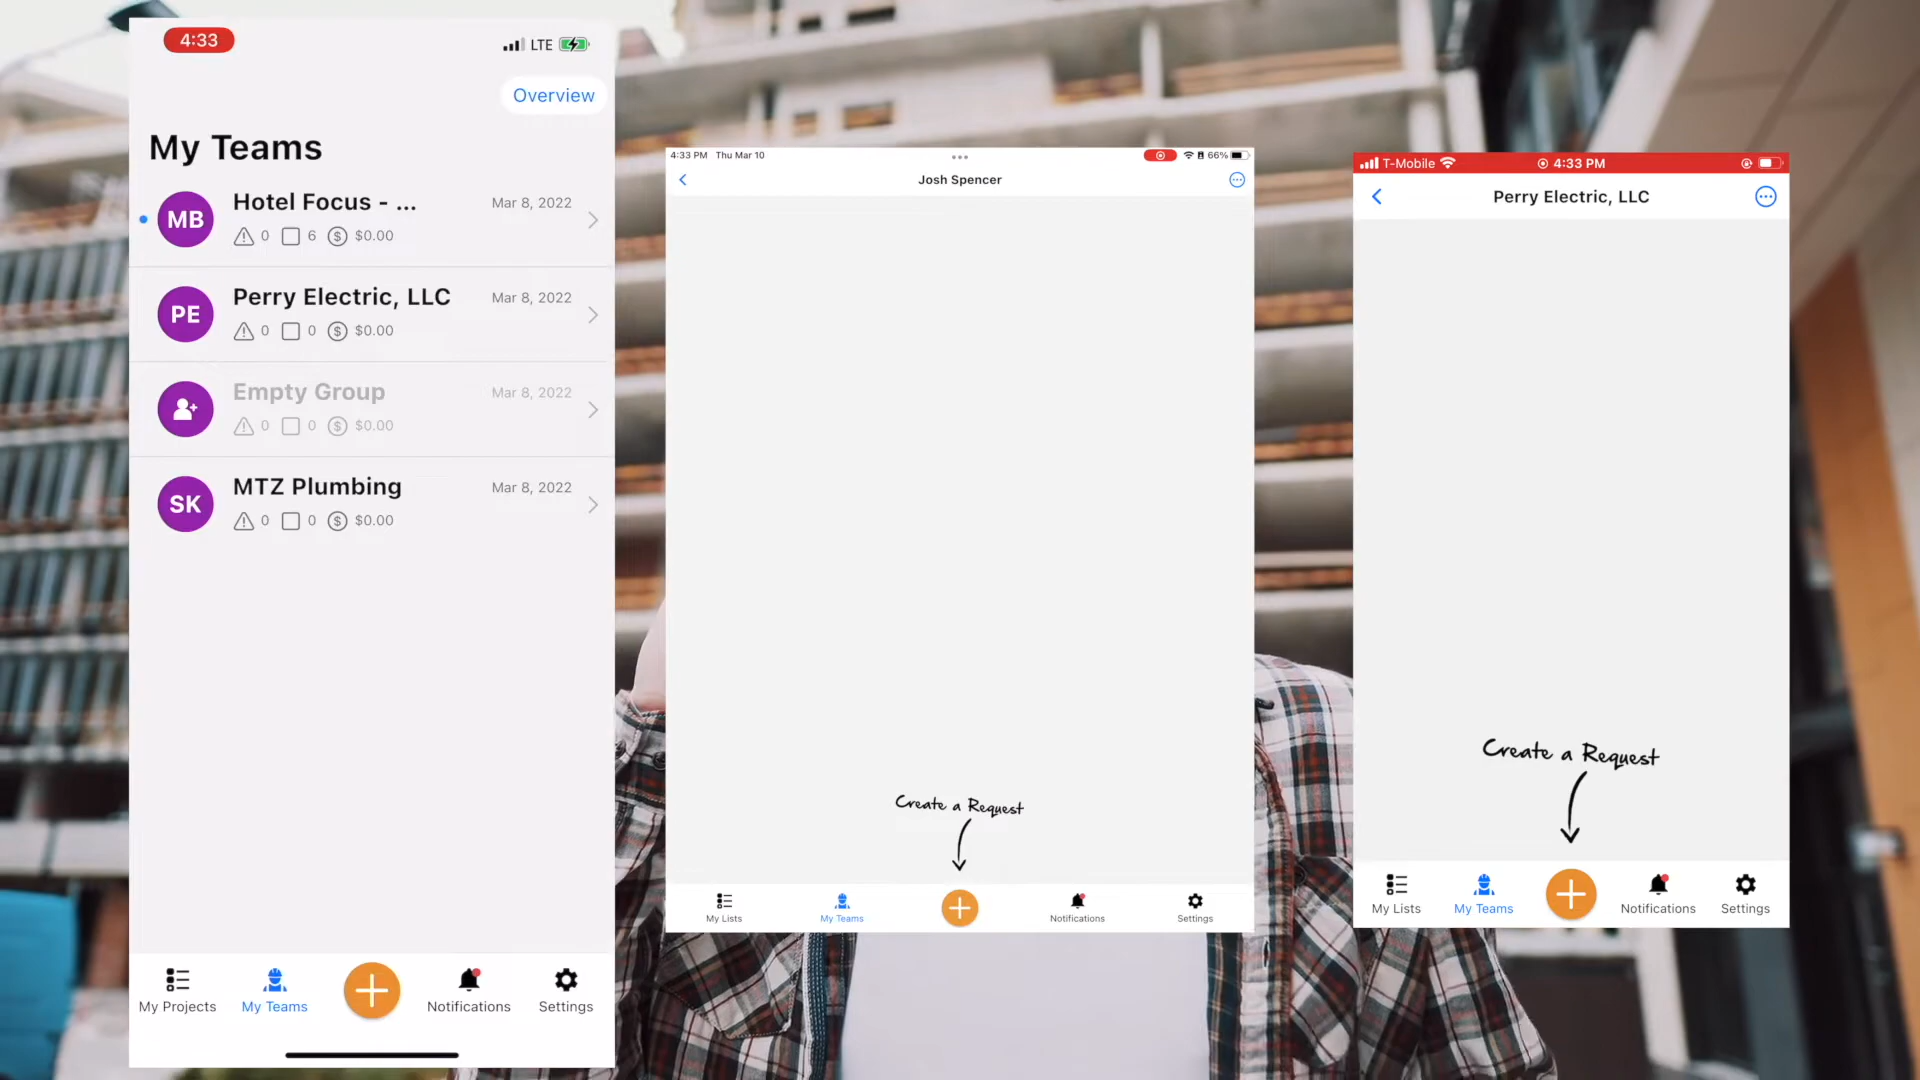 4:33
LTE
Overview
My Teams
MB
Hotel Focus - ...
Mar 8, 2022
0 6 $0.00
PE
Perry Electric, LLC
Mar 8, 2022
0 0 $0.00
Empty Group
Mar 8, 2022
0 0 $0.00
SK
MTZ Plumbing
Mar 8, 2022
0 0 $0.00
My Projects
My Teams
Notifications
Settings
4:33 PM Thu Mar 10
66%
Josh Spencer
Create a Request
My Lists
My Teams
Notifications
Settings
T-Mobile
4:33 PM
Perry Electric, LLC
Create a Request
My Lists
My Teams
Notifications
Settings